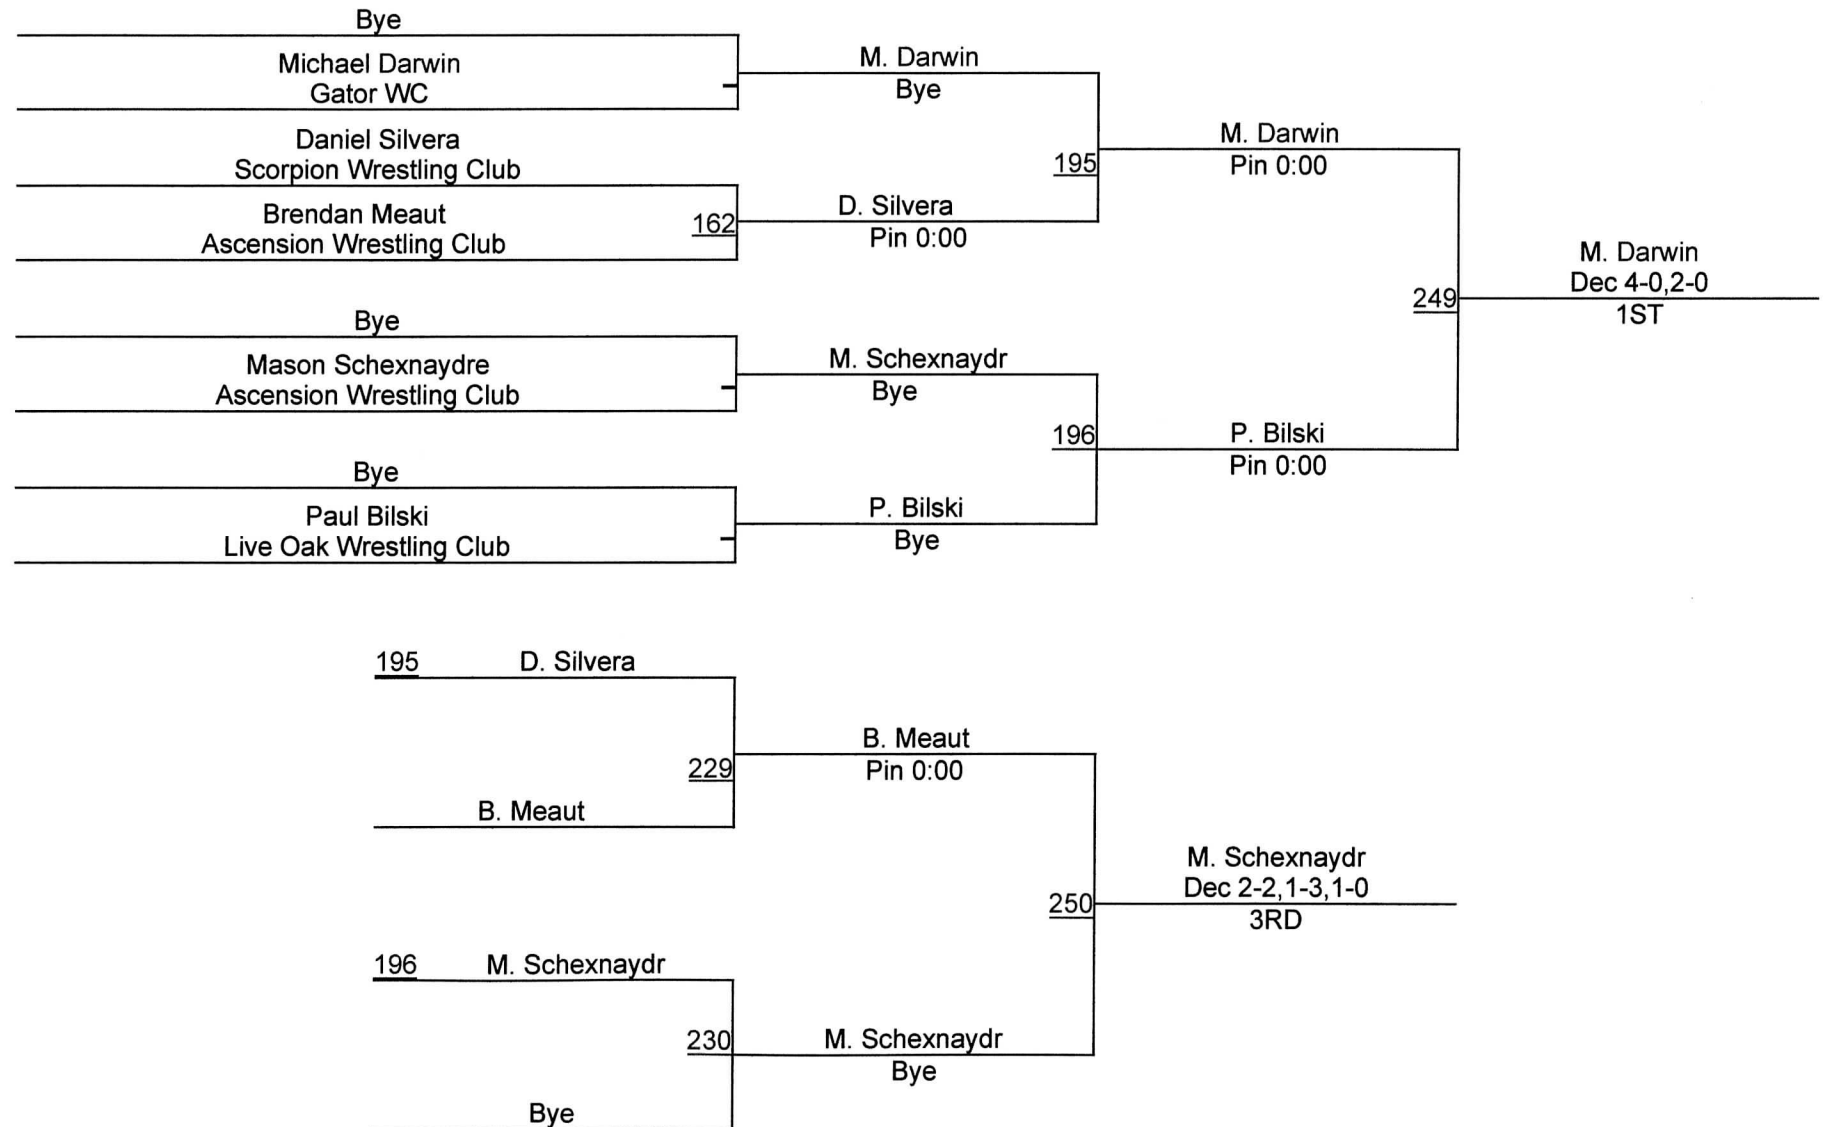 Bye
Michael Darwin
Gator WC
Daniel Silvera
Scorpion Wrestling Club
Brendan Meaut
Ascension Wrestling Club
162
Bye
Mason Schexnaydre
Ascension Wrestling Club
Bye
Paul Bilski
Live Oak Wrestling Club
M. Darwin
Bye
D. Silvera
Pin 0:00
195
M. Schexnaydr
Bye
P. Bilski
Bye
196
M. Darwin
Pin 0:00
P. Bilski
Pin 0:00
249
M. Darwin
Dec 4-0,2-0
1ST
195 D. Silvera
B. Meaut
229
196 M. Schexnaydr
Bye
230
B. Meaut
Pin 0:00
M. Schexnaydr
Bye
250
M. Schexnaydr
Dec 2-2,1-3,1-0
3RD